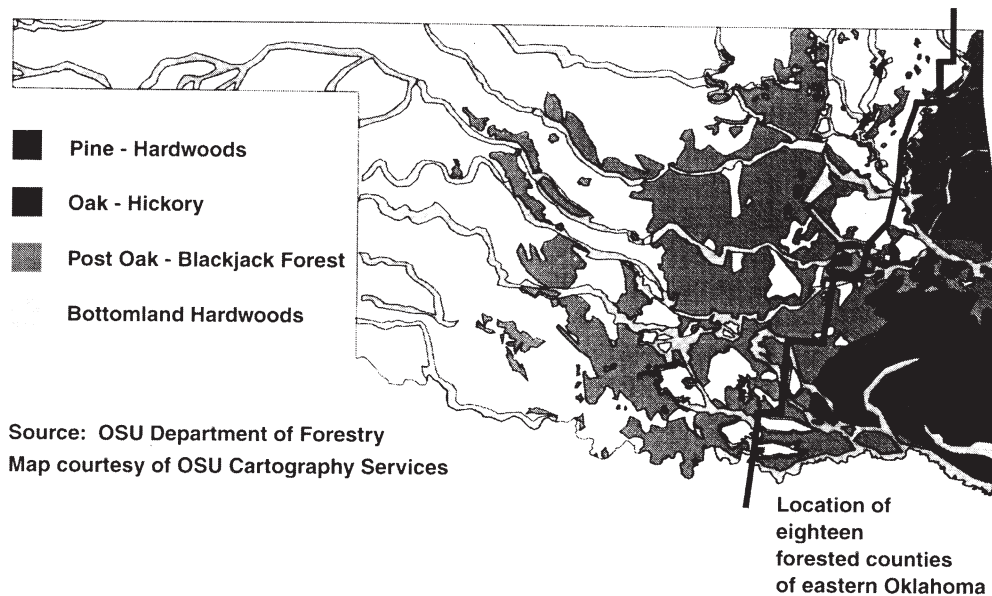 Pine - Hardwoods
Oak - Hickory
Post Oak - Blackjack Forest
Bottomland Hardwoods
Source:  OSU Department of Forestry
Map courtesy of OSU Cartography Services
Location of
eighteen
forested counties
of eastern Oklahoma